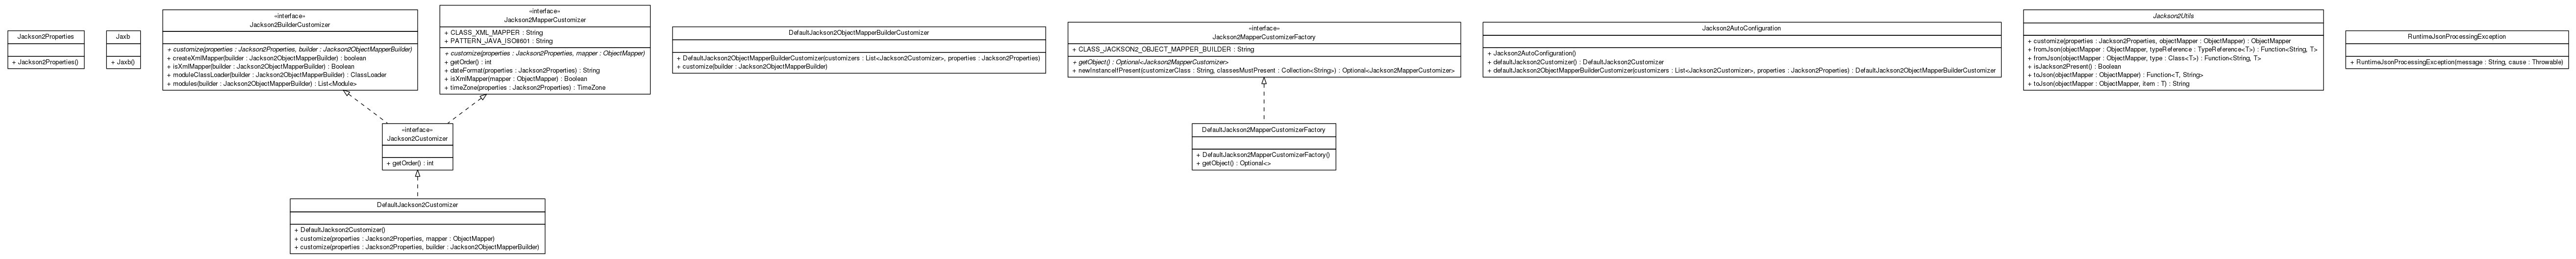 Jackson2Properties
+ Jackson2Properties()
Jaxb
+ Jaxb()
«interface»
Jackson2BuilderCustomizer
+ customize(properties : Jackson2Properties, builder : Jackson2ObjectMapperBuilder)
+ createXmlMapper(builder : Jackson2ObjectMapperBuilder) : boolean
+ isXmlMapper(builder : Jackson2ObjectMapperBuilder) : Boolean
+ moduleClassLoader(builder : Jackson2ObjectMapperBuilder) : ClassLoader
+ modules(builder : Jackson2ObjectMapperBuilder) : List<Module>
«interface»
Jackson2MapperCustomizer
+ CLASS_XML_MAPPER : String
+ PATTERN_JAVA_ISO8601 : String
+ customize(properties : Jackson2Properties, mapper : ObjectMapper)
+ getOrder() : int
+ dateFormat(properties : Jackson2Properties) : String
+ isXmlMapper(mapper : ObjectMapper) : Boolean
+ timeZone(properties : Jackson2Properties) : TimeZone
«interface»
Jackson2Customizer
+ getOrder() : int
DefaultJackson2Customizer
+ DefaultJackson2Customizer()
+ customize(properties : Jackson2Properties, mapper : ObjectMapper)
+ customize(properties : Jackson2Properties, builder : Jackson2ObjectMapperBuilder)
DefaultJackson2ObjectMapperBuilderCustomizer
+ DefaultJackson2ObjectMapperBuilderCustomizer(customizers : List<Jackson2Customizer>, properties : Jackson2Properties)
+ customize(builder : Jackson2ObjectMapperBuilder)
«interface»
Jackson2MapperCustomizerFactory
+ CLASS_JACKSON2_OBJECT_MAPPER_BUILDER : String
+ getObject() : Optional<Jackson2MapperCustomizer>
+ newInstanceIfPresent(customizerClass : String, classesMustPresent : Collection<String>) : Optional<Jackson2MapperCustomizer>
DefaultJackson2MapperCustomizerFactory
+ DefaultJackson2MapperCustomizerFactory()
+ getObject() : Optional<>
Jackson2AutoConfiguration
+ Jackson2AutoConfiguration()
+ defaultJackson2Customizer() : DefaultJackson2Customizer
+ defaultJackson2ObjectMapperBuilderCustomizer(customizers : List<Jackson2Customizer>, properties : Jackson2Properties) : DefaultJackson2ObjectMapperBuilderCustomizer
Jackson2Utils
+ customize(properties : Jackson2Properties, objectMapper : ObjectMapper) : ObjectMapper
+ fromJson(objectMapper : ObjectMapper, typeReference : TypeReference<T>) : Function<String, T>
+ fromJson(objectMapper : ObjectMapper, type : Class<T>) : Function<String, T>
+ isJackson2Present() : Boolean
+ toJson(objectMapper : ObjectMapper) : Function<T, String>
+ toJson(objectMapper : ObjectMapper, item : T) : String
RuntimeJsonProcessingException
+ RuntimeJsonProcessingException(message : String, cause : Throwable)